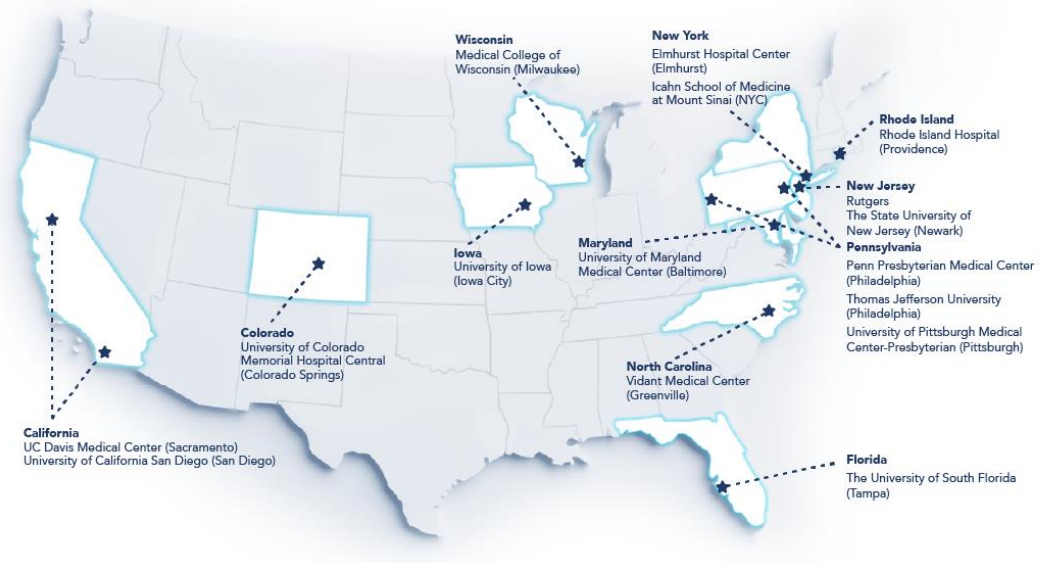 Wisconsin
Medical College of
Wisconsin (Milwaukee)
New York
Elmhurst Hospital Center
(Elmhurst)
Icahn School of Medicine
at Mount Sinai (NYC)
Rhode Island
Rhode Island Hospital
(Providence)
New Jersey
Rutgers
The State University of
New Jersey (Newark)
Pennsylvania
Penn Presbyterian Medical Center
(Philadelphia)
Thomas Jefferson University
(Philadelphia)
University of Pittsburgh Medical
Center-Presbyterian (Pittsburgh)
Maryland
University of Maryland
Medical Center (Baltimore)
Iowa
University of Iowa
(Iowa City)
Colorado
University of Colorado
Memorial Hospital Central
(Colorado Springs)
North Carolina
Vidant Medical Center
(Greenville)
California
UC Davis Medical Center (Sacramento)
University of California San Diego (San Diego)
Florida
The University of South Florida
(Tampa)